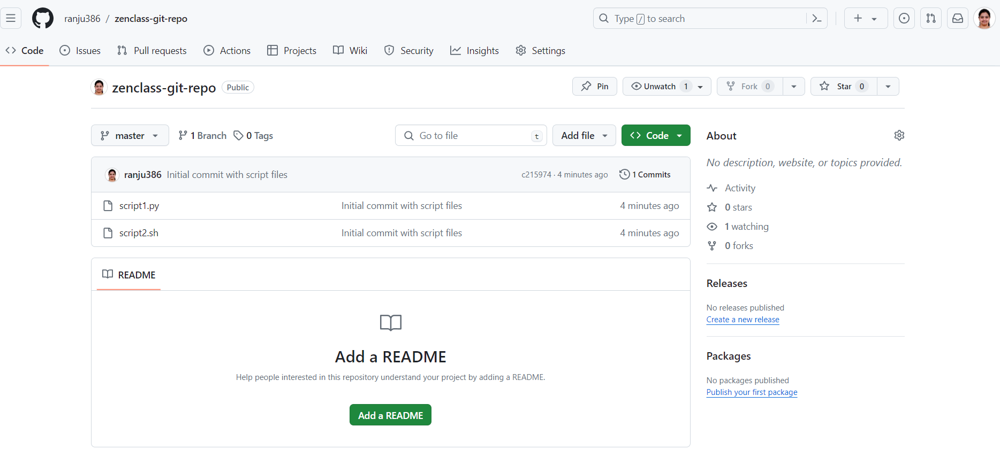 ranju386 / zenclass-git-repo
Type / to search
Code Issues Pull requests Actions Projects Wiki Security Insights Settings
zenclass-git-repo Public
Pin Unwatch 1 Fork 0 Star 0
master 1 Branch 0 Tags Go to file t Add file Code
ranju386 Initial commit with script files c215974 · 4 minutes ago 1 Commits
script1.py Initial commit with script files 4 minutes ago
script2.sh Initial commit with script files 4 minutes ago
README
Add a README
Help people interested in this repository understand your project by adding a README.
Add a README
About
No description, website, or topics provided.
Activity
0 stars
1 watching
0 forks
Releases
No releases published
Create a new release
Packages
No packages published
Publish your first package